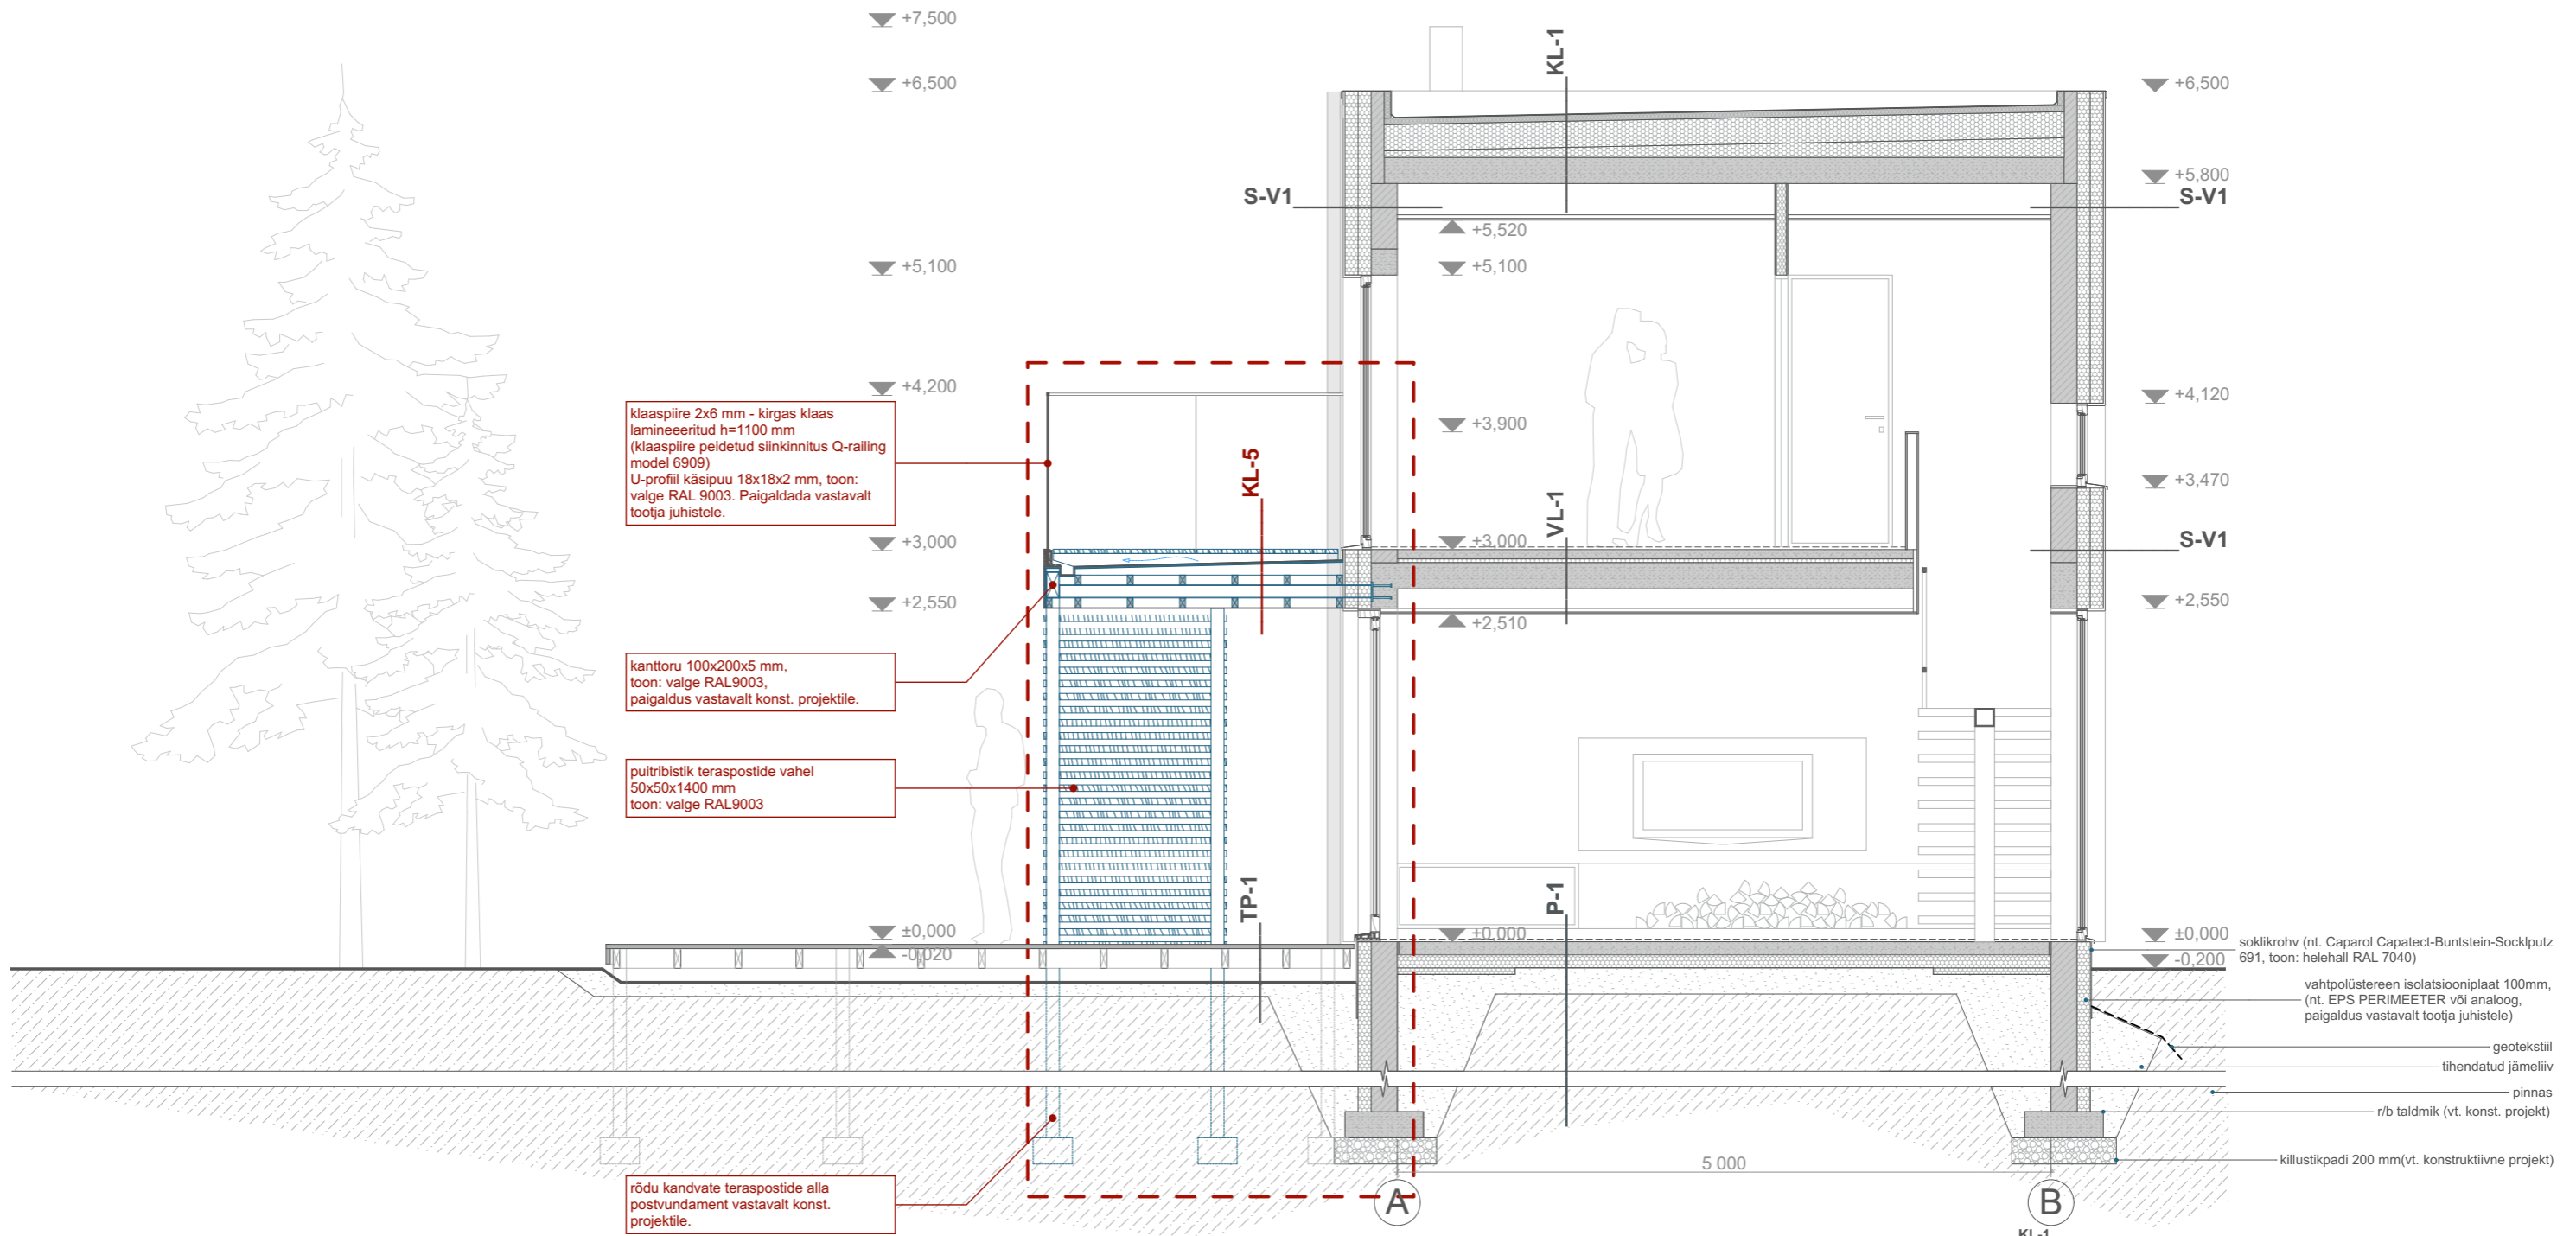 +7,500
+6,500
+5,100
+4,200
+3,000
+2,550
±0,000
-0,020
klaaspiire 2x6 mm - kirgas klaas
lamineeeritud h=1100 mm
(klaaspiire peidetud siinkinnitus Q-railing
model 6909)
U-profiil käsipuu 18x18x2 mm, toon:
valge RAL 9003. Paigaldada vastavalt
tootja juhistele.
kanttoru 100x200x5 mm,
toon: valge RAL9003,
paigaldus vastavalt konst. projektile.
puitribistik teraspostide vahel
50x50x1400 mm
toon: valge RAL9003
rõdu kandvate teraspostide alla
postvundament vastavalt konst.
projektile.
KL-5
TP-1
KL-1
S-V1
+5,520
+5,100
+3,900
VL-1
+3,000
+2,510
P-1
±0,000
5 000
A
B
KL-1
+6,500
+5,800
S-V1
+4,120
+3,470
S-V1
+2,550
±0,000
-0,200
soklikrohv (nt. Caparol Capatect-Buntstein-Socklputz
691, toon: helehall RAL 7040)
vahtpolüstereen isolatsiooniplaat 100mm,
(nt. EPS PERIMEETER või analoog,
paigaldus vastavalt tootja juhistele)
geotekstiil
tihendatud jämeliiv
pinnas
r/b taldmik (vt. konst. projekt)
killustikpadi 200 mm(vt. konstruktiivne projekt)